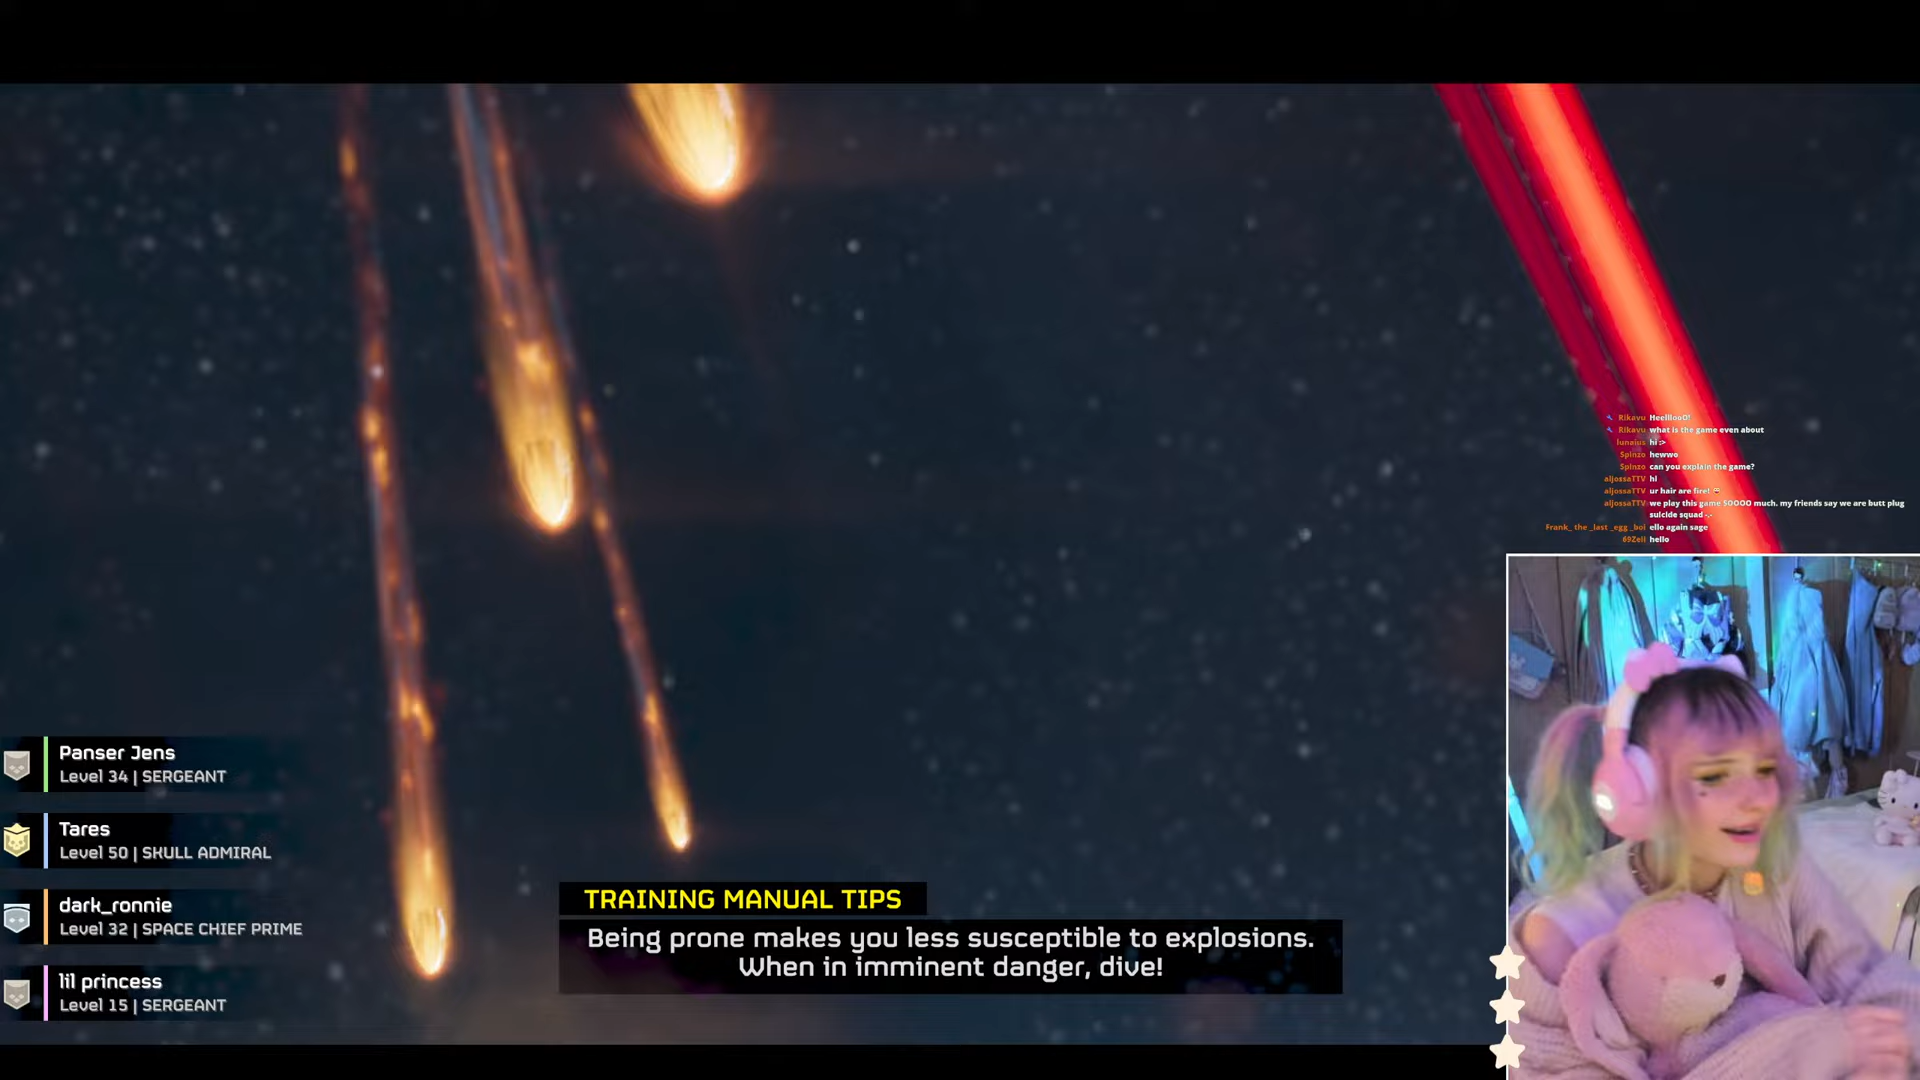 Rikavu HeellooO!
Rikavu what is the game even about
lunaius hi :>
Spinzo hewwo
Spinzo can you explain the game?
aljossaTTV hi
aljossaTTV ur hair are fire!
aljossaTTV we play this game SOOOO much. my friends say we are butt plug
suicide squad -.-
Frank_the_last_egg_boi ello again sage
69Zeii hello
Panser Jens
Level 34 | SERGEANT
Tares
Level 50 | SKULL ADMIRAL
dark_ronnie
Level 32 | SPACE CHIEF PRIME
lil princess
Level 15 | SERGEANT
TRAINING MANUAL TIPS
Being prone makes you less susceptible to explosions.
When in imminent danger, dive!